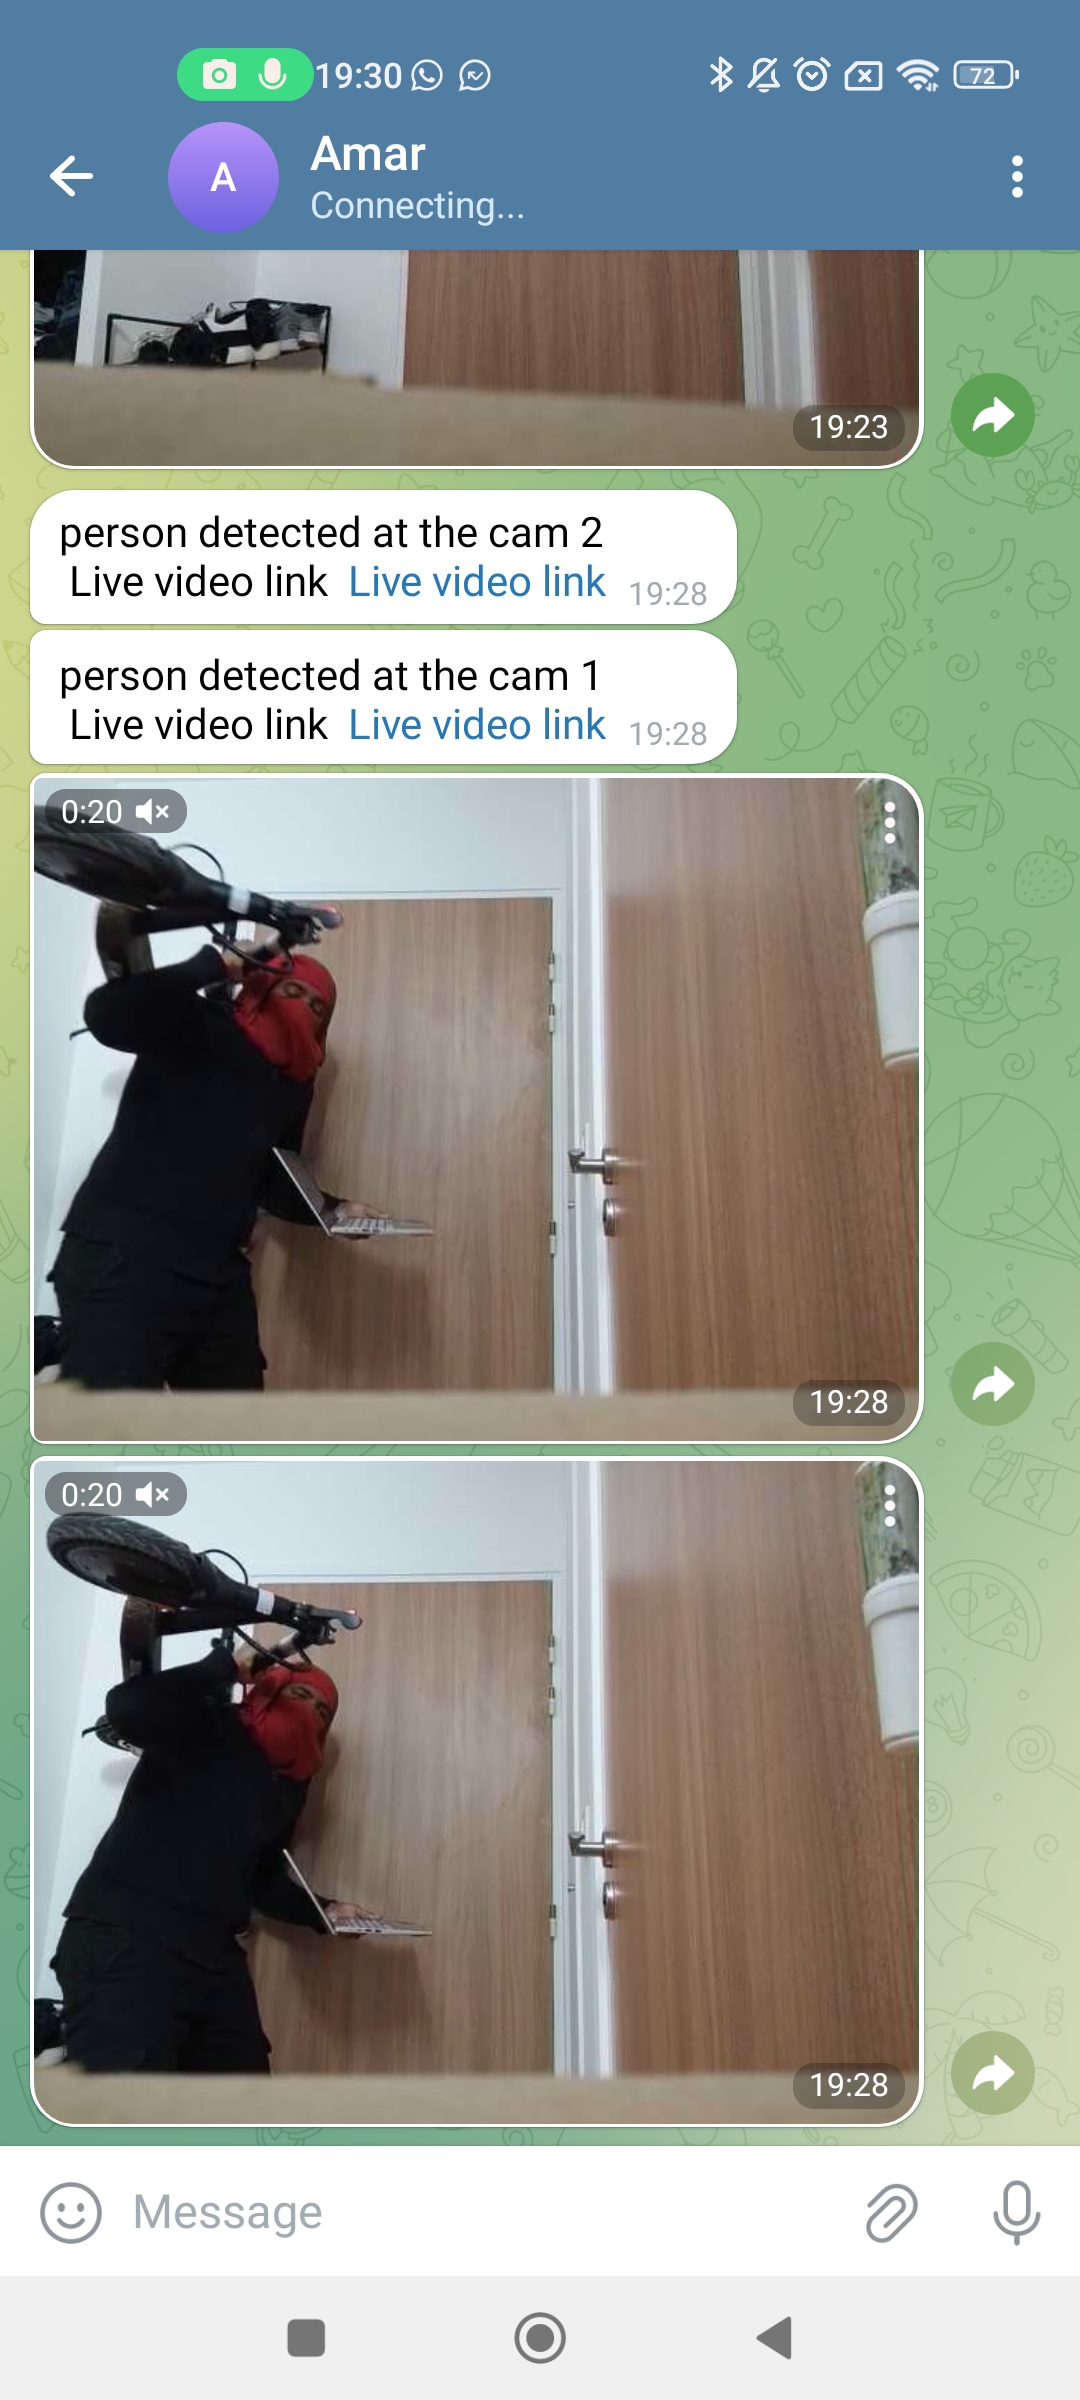 19:30
72
A
Amar
Connecting...
19:23
person detected at the cam 2
Live video link Live video link 19:28
person detected at the cam 1
Live video link Live video link 19:28
0:20
19:28
0:20
19:28
Message